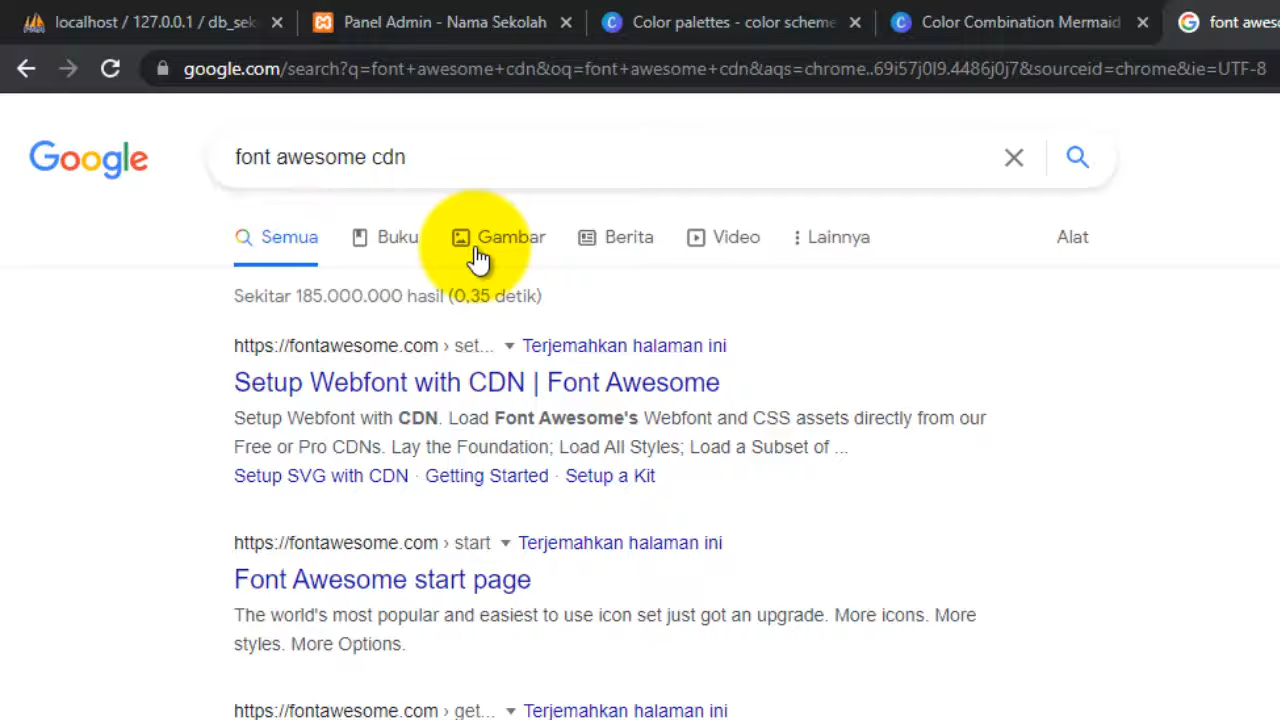 localhost / 127.0.0.1 / db_sek
Panel Admin - Nama Sekolah
Color palettes - color scheme
Color Combination Mermaid
font aweso
google.com/search?q=font+awesome+cdn&oq=font+awesome+cdn&aqs=chrome..69i57j0l9.4486j0j7&sourceid=chrome&ie=UTF-8
Google
font awesome cdn
Semua
Buku
Gambar
Berita
Video
Lainnya
Alat
Sekitar 185.000.000 hasil (0,35 detik)
https://fontawesome.com › set... Terjemahkan halaman ini
Setup Webfont with CDN | Font Awesome
Setup Webfont with CDN. Load Font Awesome's Webfont and CSS assets directly from our
Free or Pro CDNs. Lay the Foundation; Load All Styles; Load a Subset of ...
Setup SVG with CDN · Getting Started · Setup a Kit
https://fontawesome.com › start Terjemahkan halaman ini
Font Awesome start page
The world's most popular and easiest to use icon set just got an upgrade. More icons. More
styles. More Options.
https://fontawesome.com › get... Terjemahkan halaman ini